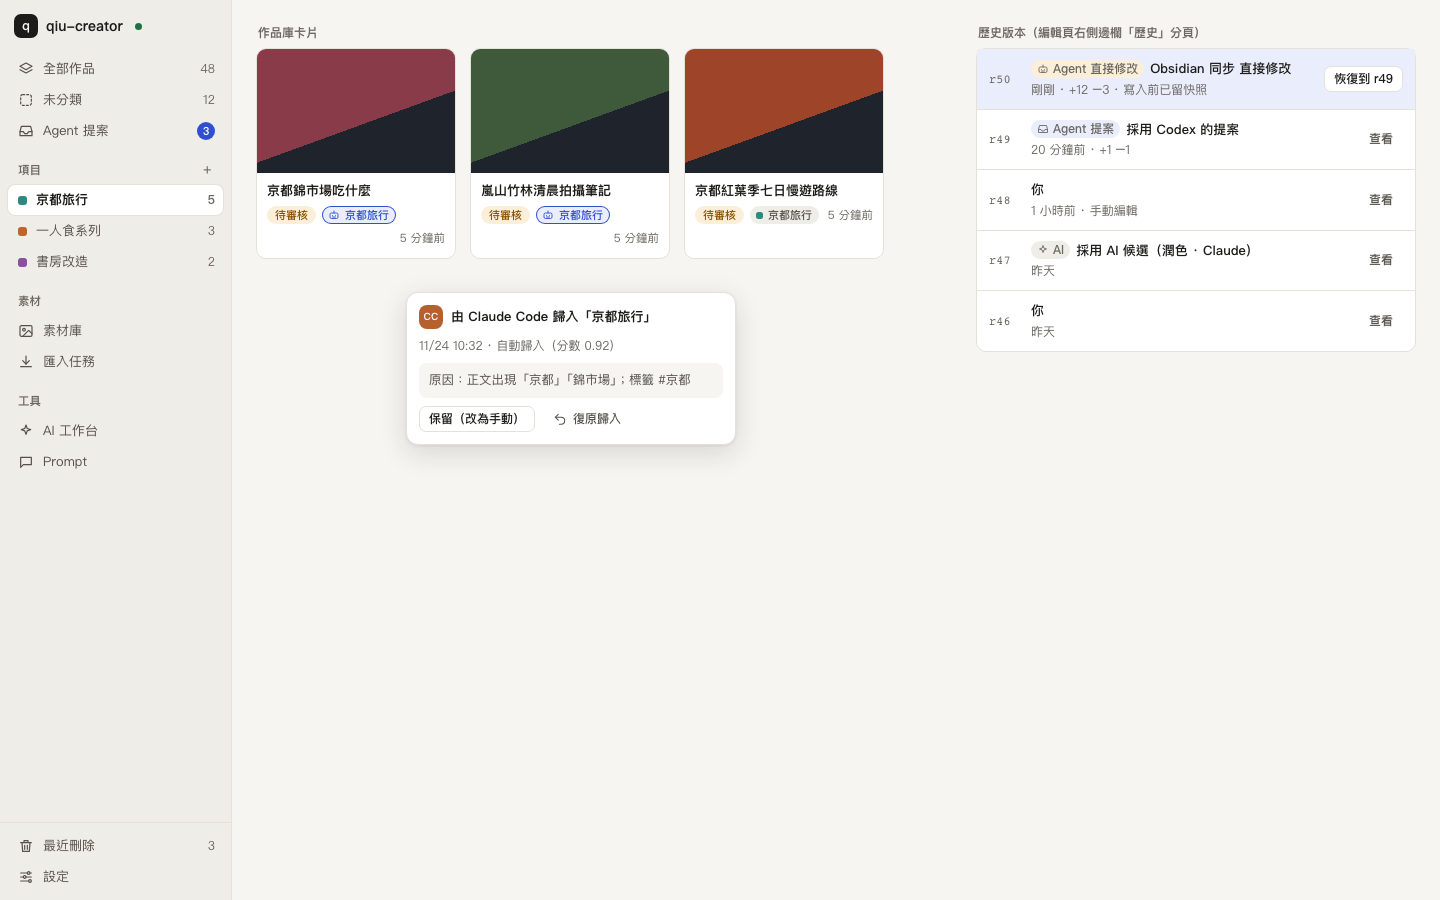 q qiu-creator
全部作品 48
未分類 12
Agent 提案 3
項目 +
京都旅行 5
一人食系列 3
書房改造 2
素材
素材庫
匯入任務
工具
AI 工作台
Prompt
最近刪除 3
設定
作品庫卡片
京都錦市場吃什麼
待審核 京都旅行
5 分鐘前
嵐山竹林清晨拍攝筆記
待審核 京都旅行
5 分鐘前
京都紅葉季七日慢遊路線
待審核 京都旅行 5 分鐘前
CC 由 Claude Code 歸入「京都旅行」
11/24 10:32 · 自動歸入（分數 0.92）
原因：正文出現「京都」「錦市場」；標籤 #京都
保留（改為手動） 復原歸入
歷史版本（編輯頁右側邊欄「歷史」分頁）
r50 Agent 直接修改 Obsidian 同步 直接修改 恢復到 r49
剛剛 · +12 −3 · 寫入前已留快照
r49 Agent 提案 採用 Codex 的提案 查看
20 分鐘前 · +1 −1
r48 你 查看
1 小時前 · 手動編輯
r47 AI 採用 AI 候選（潤色 · Claude） 查看
昨天
r46 你 查看
昨天